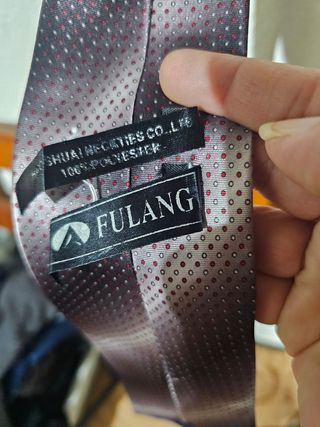 SHUAI NECKTIES CO.,LTD
100% POLYESTER
FULANG